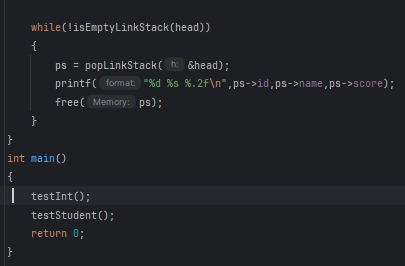 while(!isEmptyLinkStack(head))
{
ps = popLinkStack( h: &head);
printf( format: "%d %s %.2f\n",ps->id,ps->name,ps->score);
free( Memory: ps);
}
}
int main()
{
testInt();
testStudent();
return 0;
}